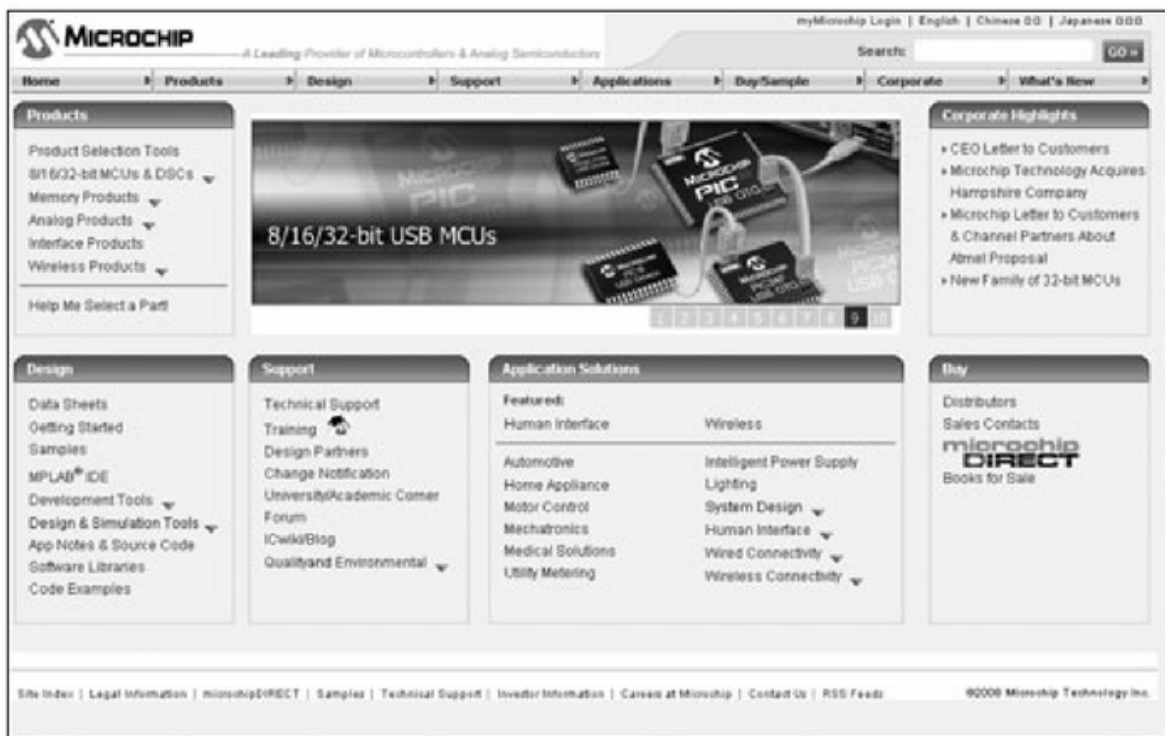 myMicrochip Login | English | Chinese | Japanese
MICROCHIP
A Leading Provider of Microcontrollers & Analog Semiconductors
Search: GO »
Home Products Design Support Applications Buy/Sample Corporate What's New
Products
Product Selection Tools
8/16/32-bit MCUs & DSCs
Memory Products
Analog Products
Interface Products
Wireless Products
Help Me Select a Part!
8/16/32-bit USB MCUs
MICROCHIP
PIC
USB OTG
1 2 3 4 5 6 7 8 9 10
Corporate Highlights
CEO Letter to Customers
Microchip Technology Acquires
Hampshire Company
Microchip Letter to Customers
& Channel Partners About
Atmel Proposal
New Family of 32-bit MCUs
Design
Data Sheets
Getting Started
Samples
MPLAB® IDE
Development Tools
Design & Simulation Tools
App Notes & Source Code
Software Libraries
Code Examples
Support
Technical Support
Training
Design Partners
Change Notification
University/Academic Corner
Forum
ICwiki/Blog
Qualityand Environmental
Application Solutions
Featured:
Human Interface Wireless
Automotive Intelligent Power Supply
Home Appliance Lighting
Motor Control System Design
Mechatronics Human Interface
Medical Solutions Wired Connectivity
Utility Metering Wireless Connectivity
Buy
Distributors
Sales Contacts
microchip
DIRECT
Books for Sale
Site Index | Legal Information | microchipDIRECT | Samples | Technical Support | Investor Information | Careers at Microchip | Contact Us | RSS Feeds
©2008 Microchip Technology Inc.